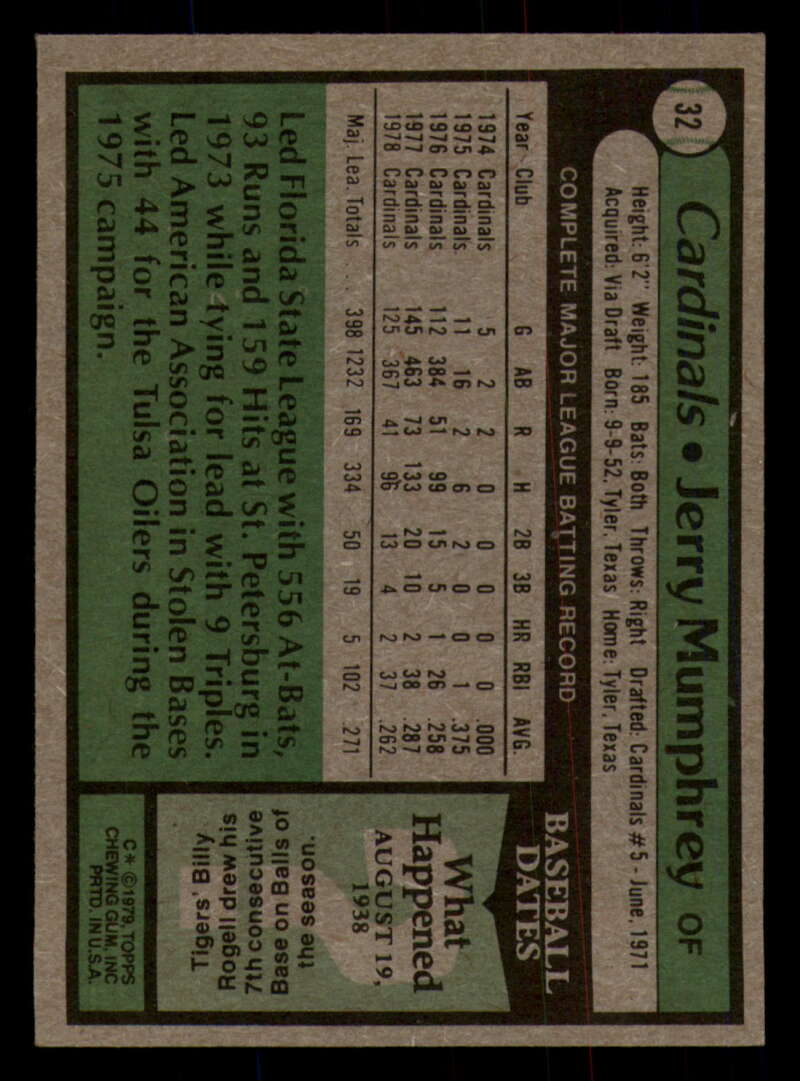 32
Cardinals • Jerry Mumphrey OF
Height: 6'2" Weight: 185 Bats: Both Throws: Right Drafted: Cardinals #5 - June, 1971
Acquired: Via Draft Born: 9-9-52, Tyler, Texas Home: Tyler, Texas
COMPLETE MAJOR LEAGUE BATTING RECORD
Year Club G AB R H 2B 3B HR RBI AVG.
1974 Cardinals 5 2 2 0 0 0 0 0 .000
1975 Cardinals 11 16 2 6 2 0 0 1 .375
1976 Cardinals 112 384 51 99 15 5 1 26 .258
1977 Cardinals 145 463 73 133 20 10 2 38 .287
1978 Cardinals 125 367 41 96 13 4 2 37 .262
Maj. Lea. Totals . . . 398 1232 169 334 50 19 5 102 .271
Led Florida State League with 556 At-Bats,
93 Runs and 159 Hits at St. Petersburg in
1973 while tying for lead with 9 Triples.
Led American Association in Stolen Bases
with 44 for the Tulsa Oilers during the
1975 campaign.
BASEBALL
DATES
What
Happened
AUGUST 19,
1938
Tigers' Billy
Rogell drew his
7th consecutive
Base on Balls of
the season.
C* ©1979, TOPPS
CHEWING GUM, INC
PRTD. IN U.S.A.